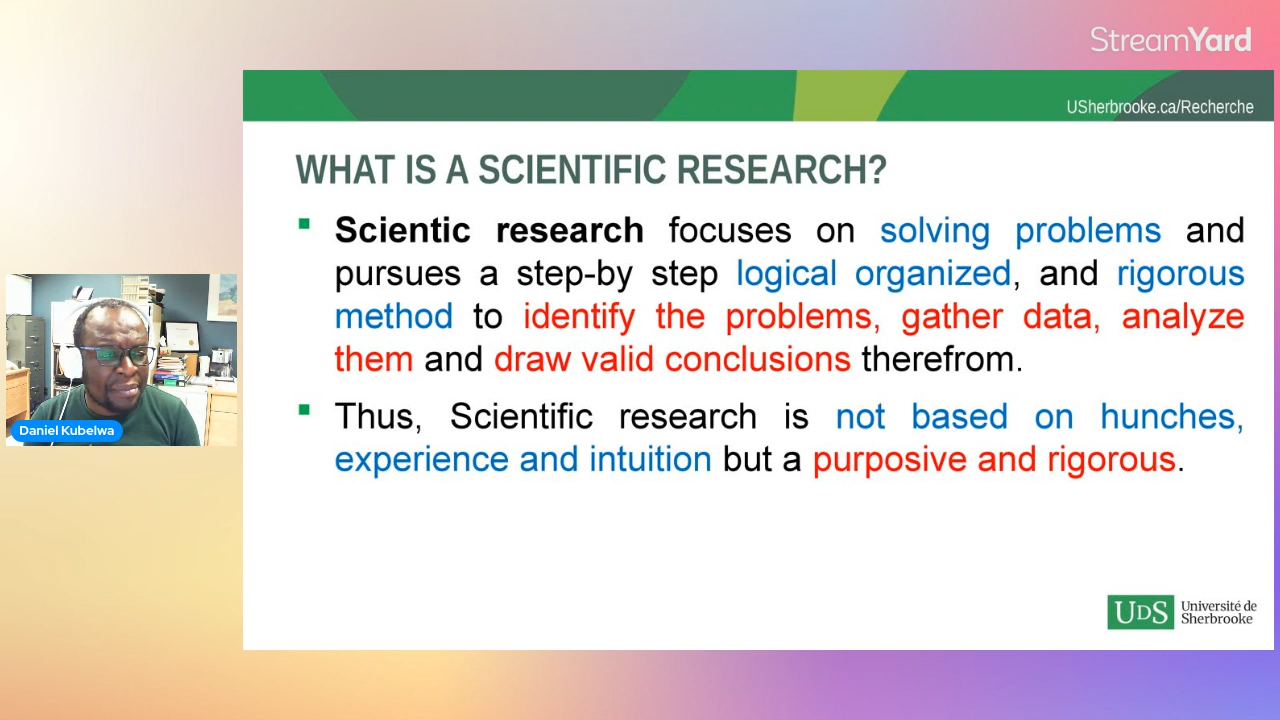 StreamYard
USherbrooke.ca/Recherche
WHAT IS A SCIENTIFIC RESEARCH?
Scientic research focuses on solving problems and
pursues a step-by step logical organized, and rigorous
method to identify the problems, gather data, analyze
them and draw valid conclusions therefrom.
Thus, Scientific research is not based on hunches,
experience and intuition but a purposive and rigorous.
Daniel Kubelwa
UDS Université de
Sherbrooke